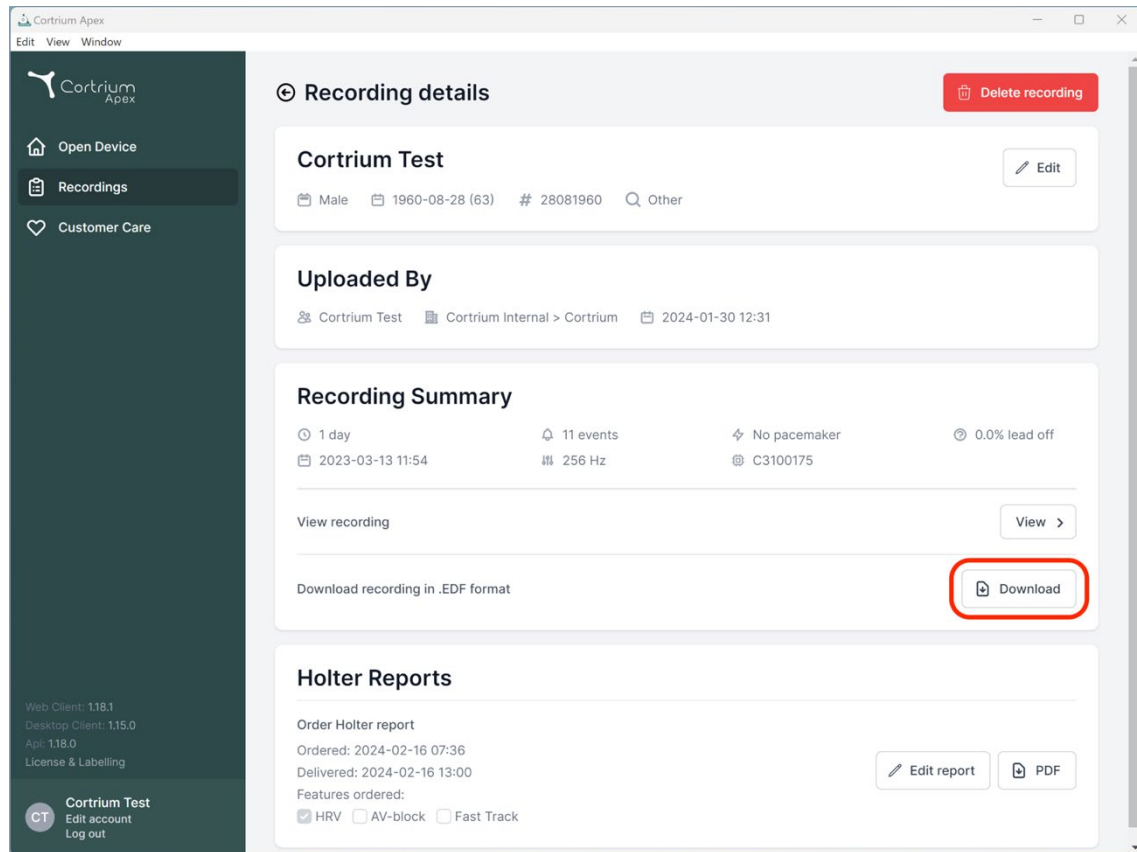 Cortrium Apex
Edit View Window
Cortrium
Apex
Open Device
Recordings
Customer Care
Web Client: 1.18.1
Desktop Client: 1.15.0
Api: 1.18.0
License & Labelling
CT
Cortrium Test
Edit account
Log out
Recording details
Delete recording
Cortrium Test
Edit
Male 1960-08-28 (63) # 28081960 Other
Uploaded By
Cortrium Test Cortrium Internal > Cortrium 2024-01-30 12:31
Recording Summary
1 day 11 events No pacemaker 0.0% lead off
2023-03-13 11:54 256 Hz C3100175
View recording View >
Download recording in .EDF format Download
Holter Reports
Order Holter report
Ordered: 2024-02-16 07:36
Delivered: 2024-02-16 13:00
Edit report PDF
Features ordered:
HRV AV-block Fast Track